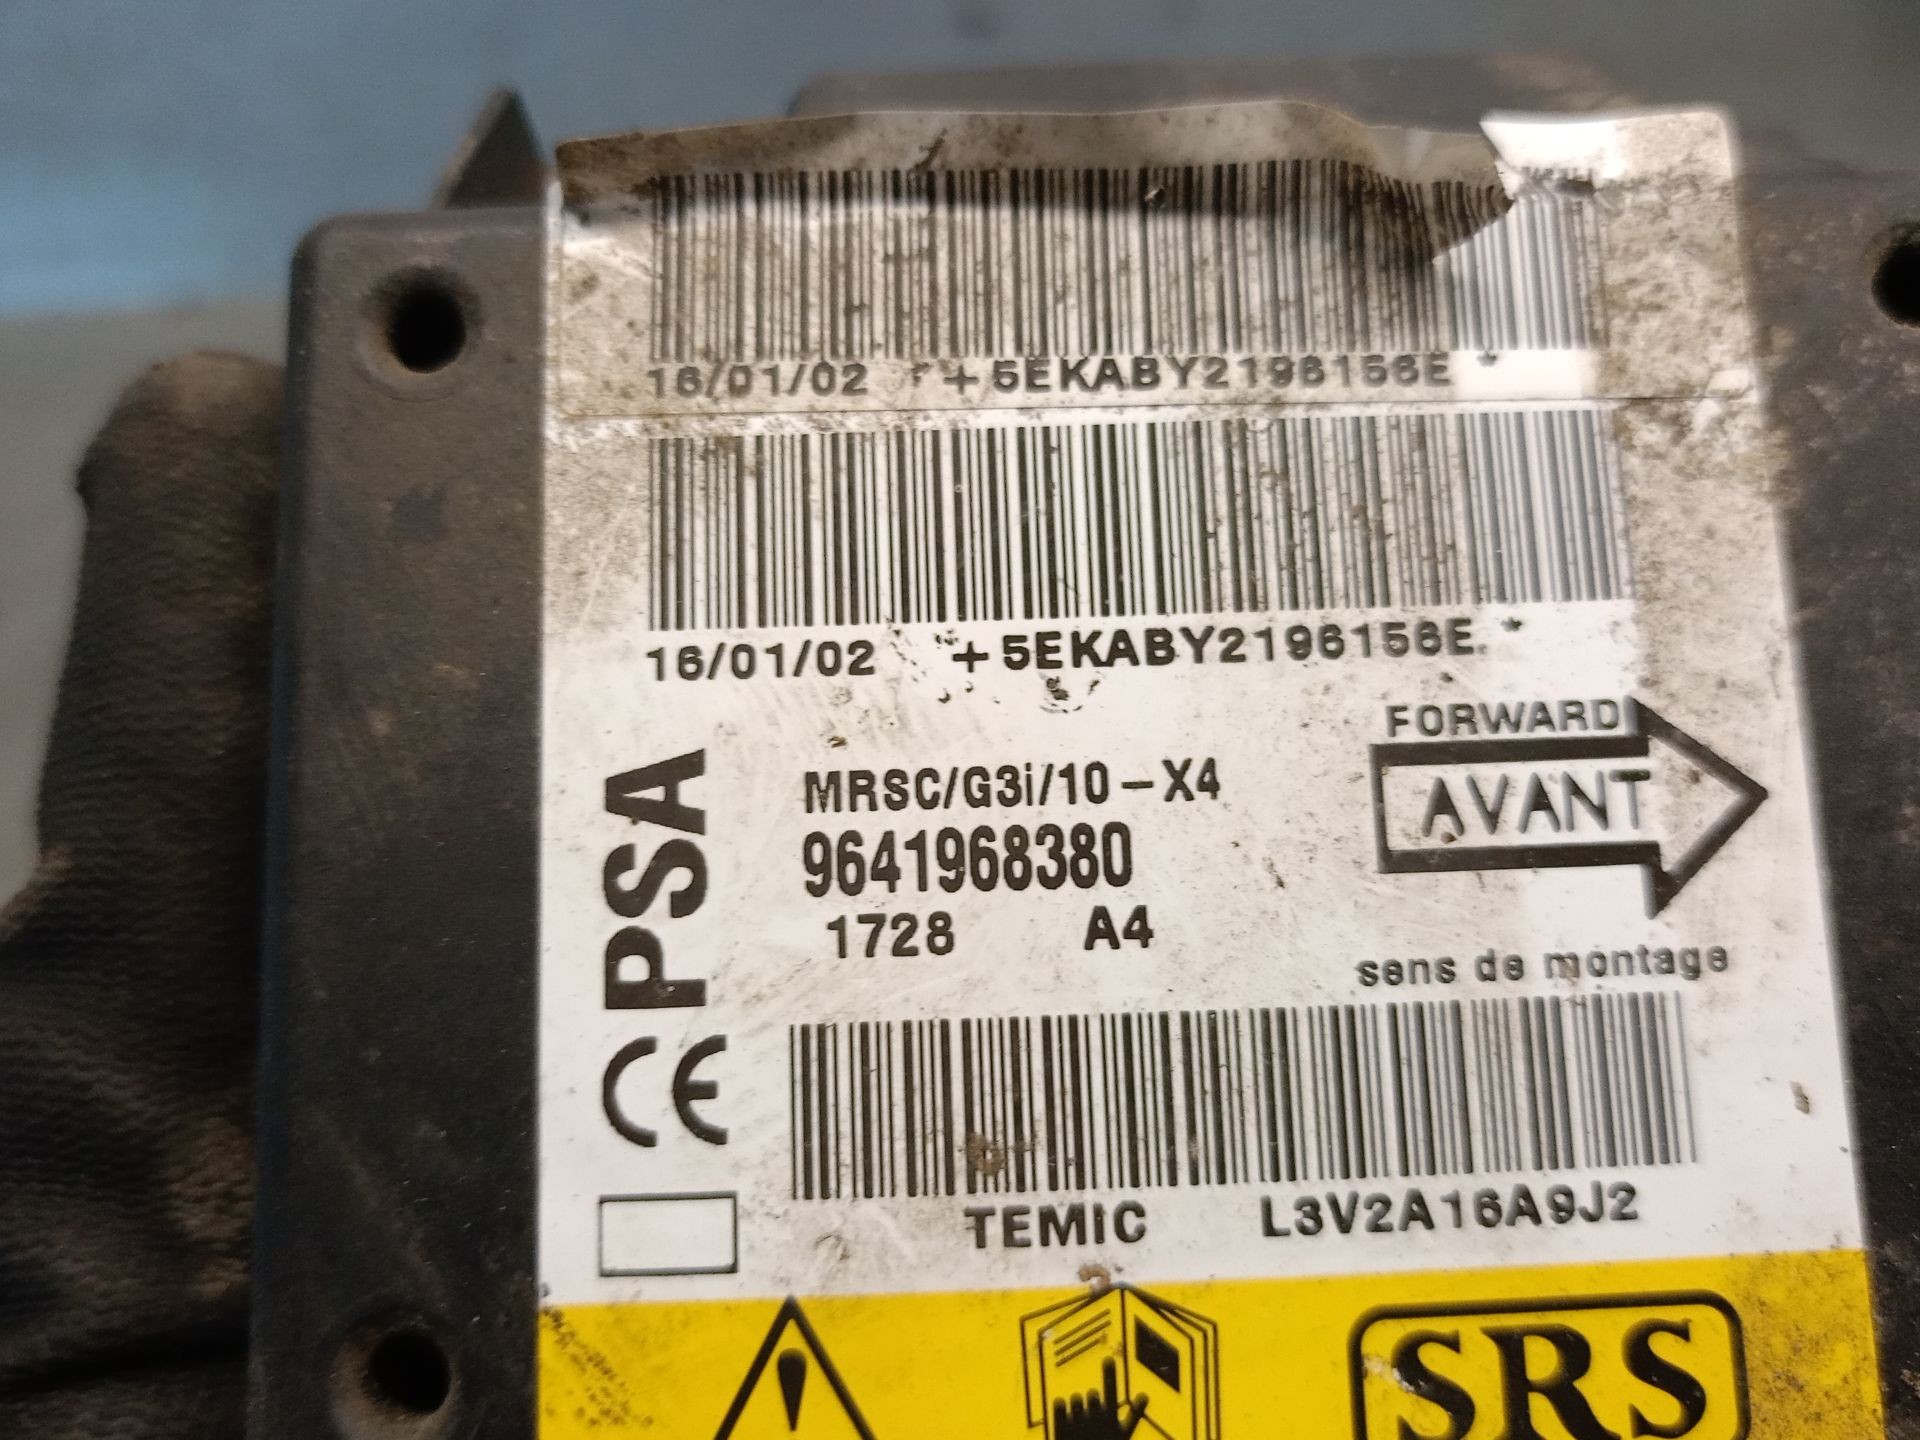 16/01/02 + 5EKABY2196156E *
16/01/02 + 5EKABY2196156E *
FORWARD
AVANT
PSA
MRSC/G3i/10-X4
9641968380
1728 A4
sens de montage
CE
TEMIC L3V2A16A9J2
SRS